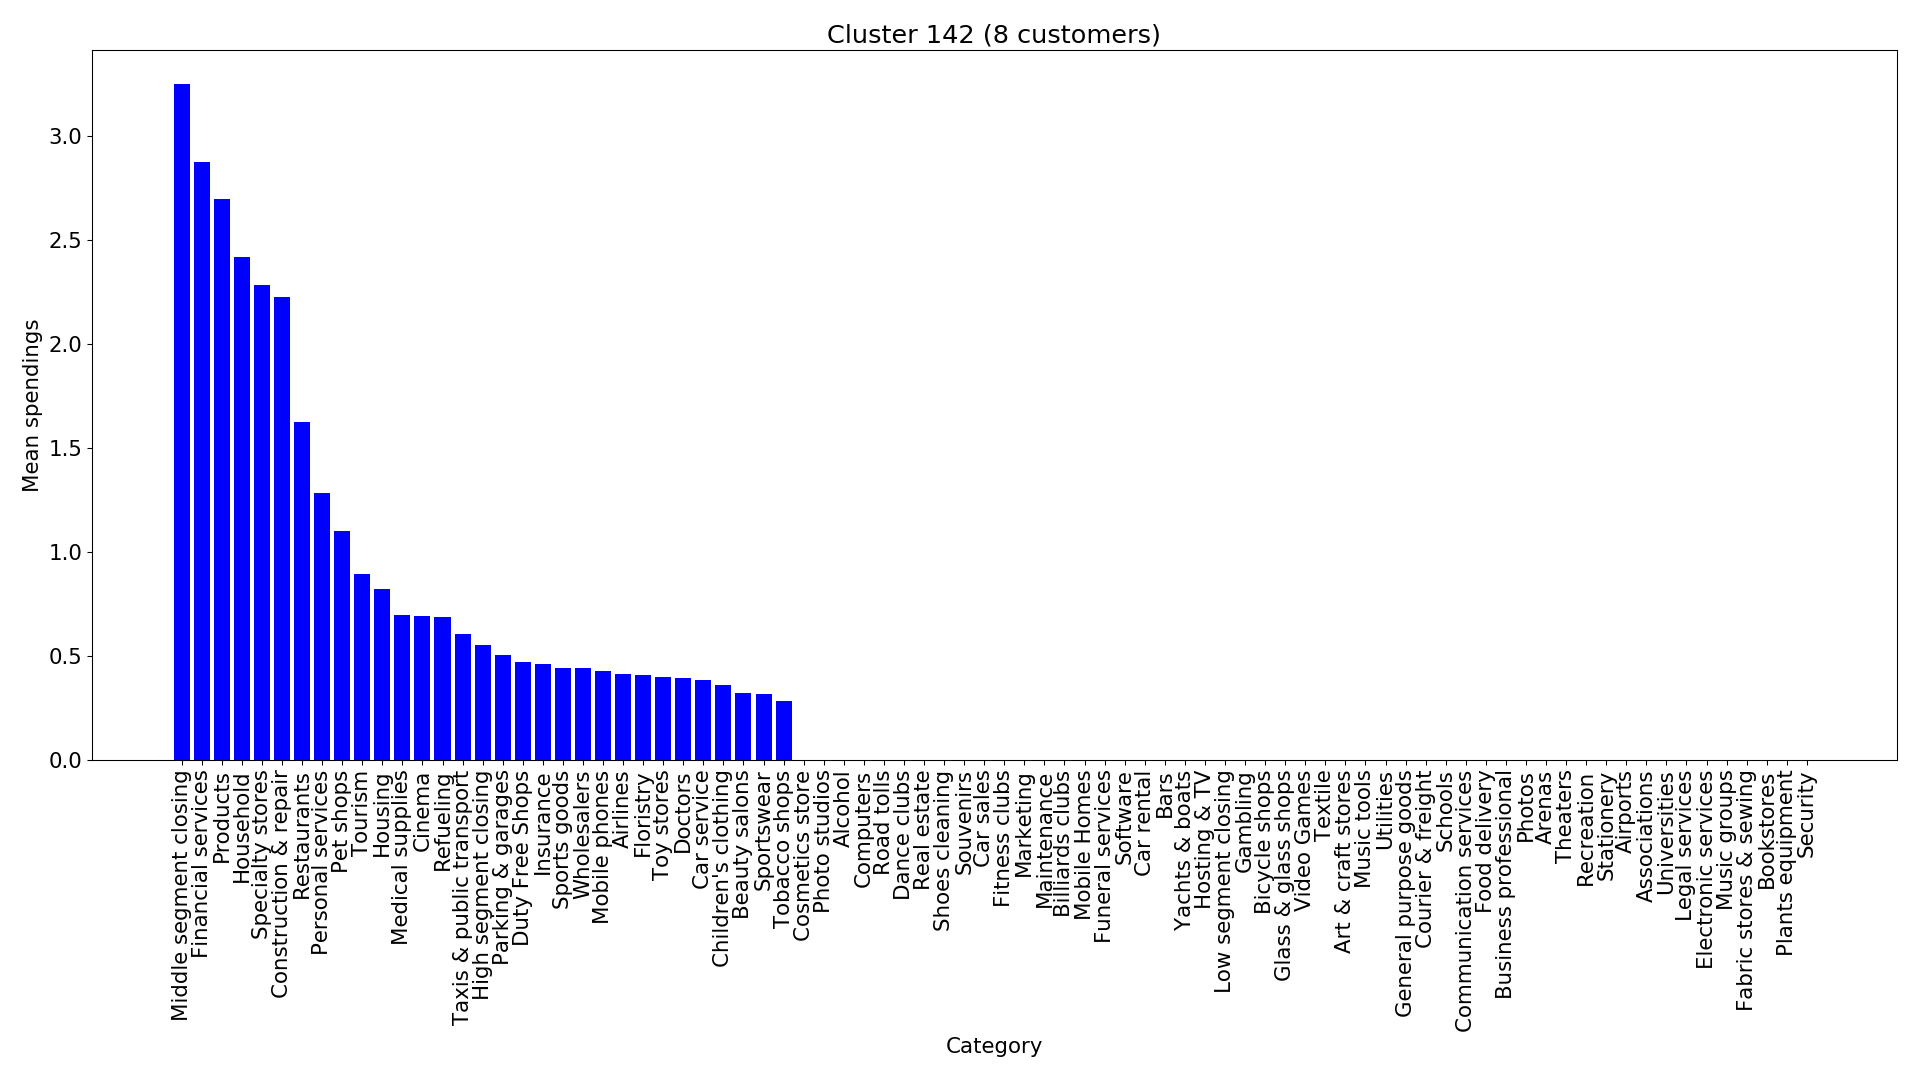 Cluster 142 (8 customers)
Mean spendings
3.0
2.5
2.0
1.5
1.0
0.5
0.0
Middle segment closing
Financial services
Products
Household
Specialty stores
Construction & repair
Restaurants
Personal services
Pet shops
Tourism
Housing
Medical supplies
Cinema
Refuelling
Taxis & public transport
High segment closing
Parking & garages
Duty Free Shops
Insurance
Sports goods
Wholesalers
Mobile phones
Airlines
Floristry
Toy stores
Doctors
Car service
Children's clothing
Beauty salons
Sportswear
Tobacco shops
Cosmetics store
Photo studios
Alcohol
Computers
Road tolls
Dance clubs
Real estate
Shoes cleaning
Souvenirs
Car sales
Fitness clubs
Marketing
Maintenance
Billiards clubs
Mobile Homes
Funeral services
Software
Car rental
Bars
Yachts & boats
Hosting & TV
Low segment closing
Gambling
Bicycle shops
Glass & glass shops
Video Games
Textile
Art & craft stores
Music tools
Utilities
General purpose goods
Courier & freight
Schools
Communication services
Food delivery
Business professional
Photos
Arenas
Theaters
Recreation
Stationery
Airports
Associations
Universities
Legal services
Electronic services
Music groups
Fabric stores & sewing
Bookstores
Plants equipment
Security
Category